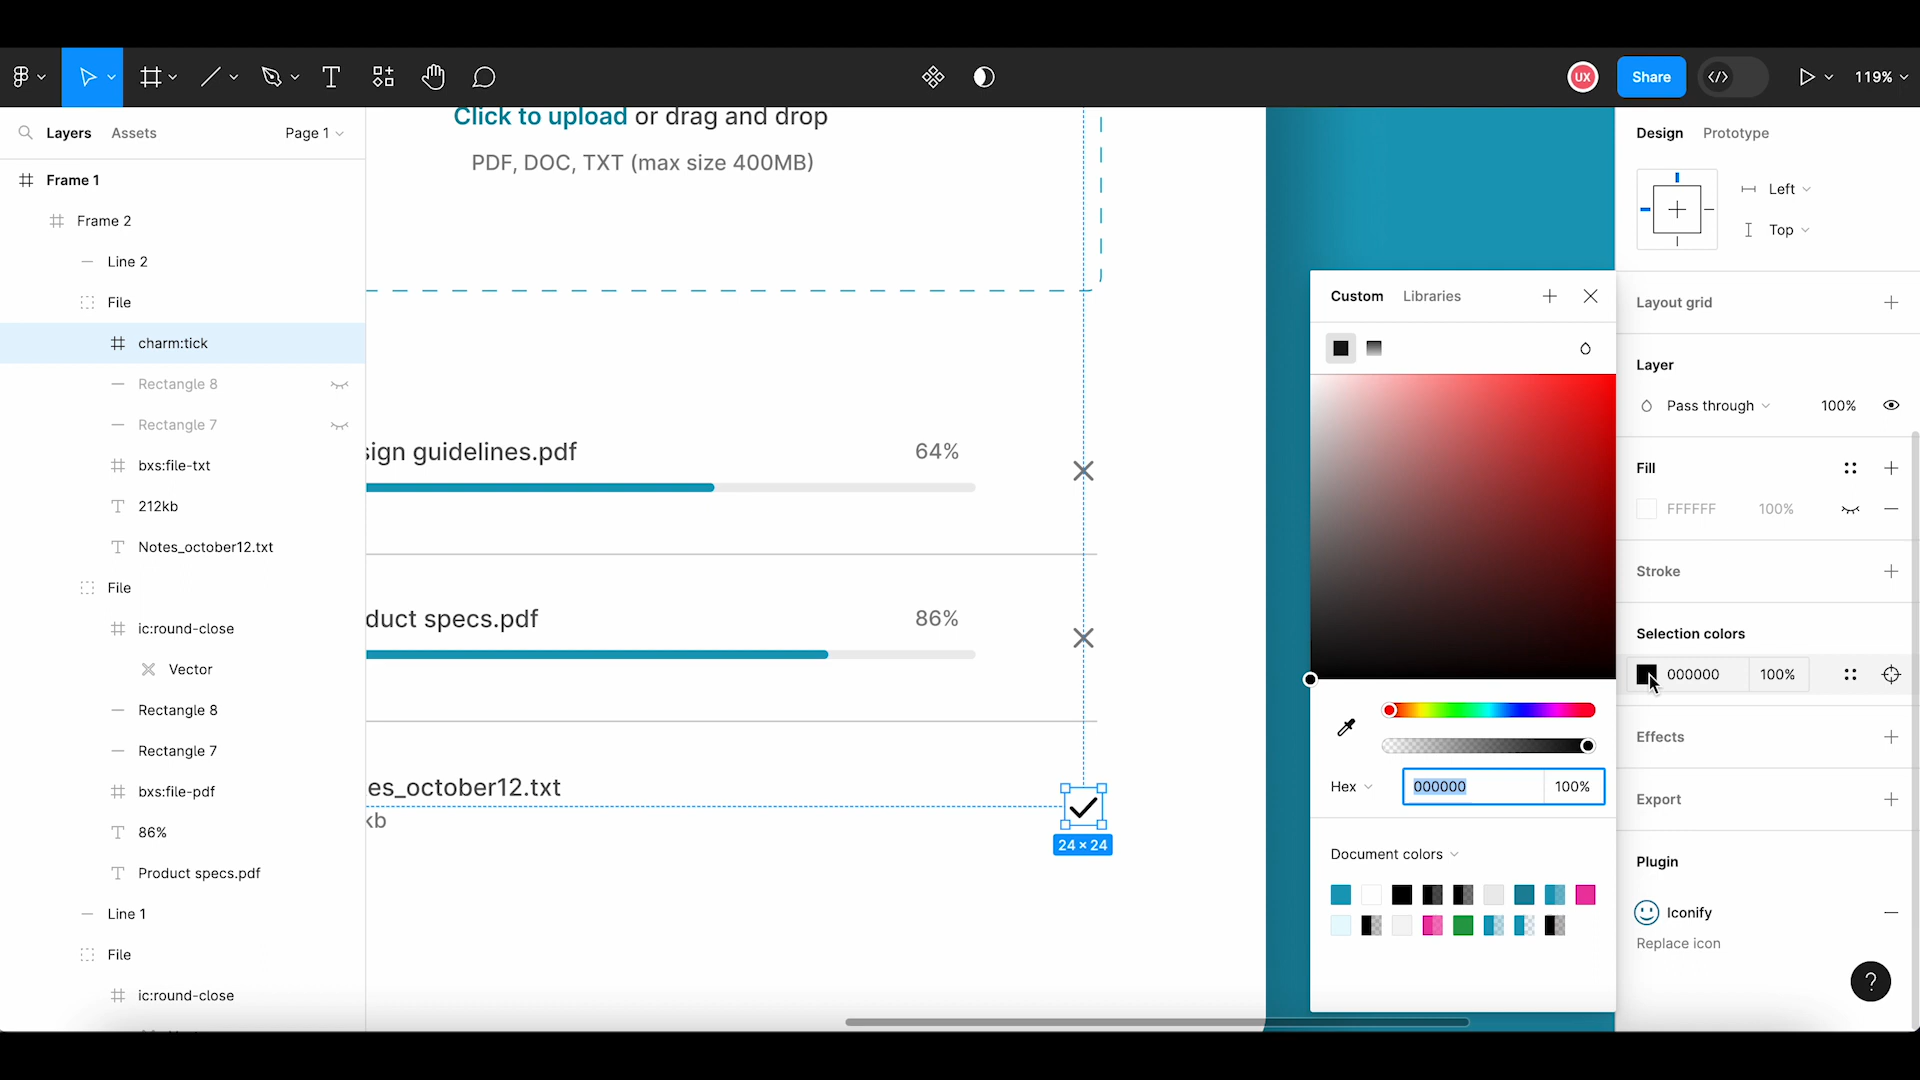 UX
Share
119%
Layers Assets Page 1
Frame 1
Frame 2
Line 2
File
charm:tick
Rectangle 8
Rectangle 7
bxs:file-txt
212kb
Notes_october12.txt
File
ic:round-close
Vector
Rectangle 8
Rectangle 7
bxs:file-pdf
86%
Product specs.pdf
Line 1
File
ic:round-close
Click to upload or drag and drop
PDF, DOC, TXT (max size 400MB)
sign guidelines.pdf 64%
duct specs.pdf 86%
es_october12.txt
kb
24 × 24
Custom Libraries
Hex 000000 100%
Document colors
Design Prototype
Left
Top
Layout grid
Layer
Pass through 100%
Fill
FFFFFF 100%
Stroke
Selection colors
000000 100%
Effects
Export
Plugin
Iconify
Replace icon
?